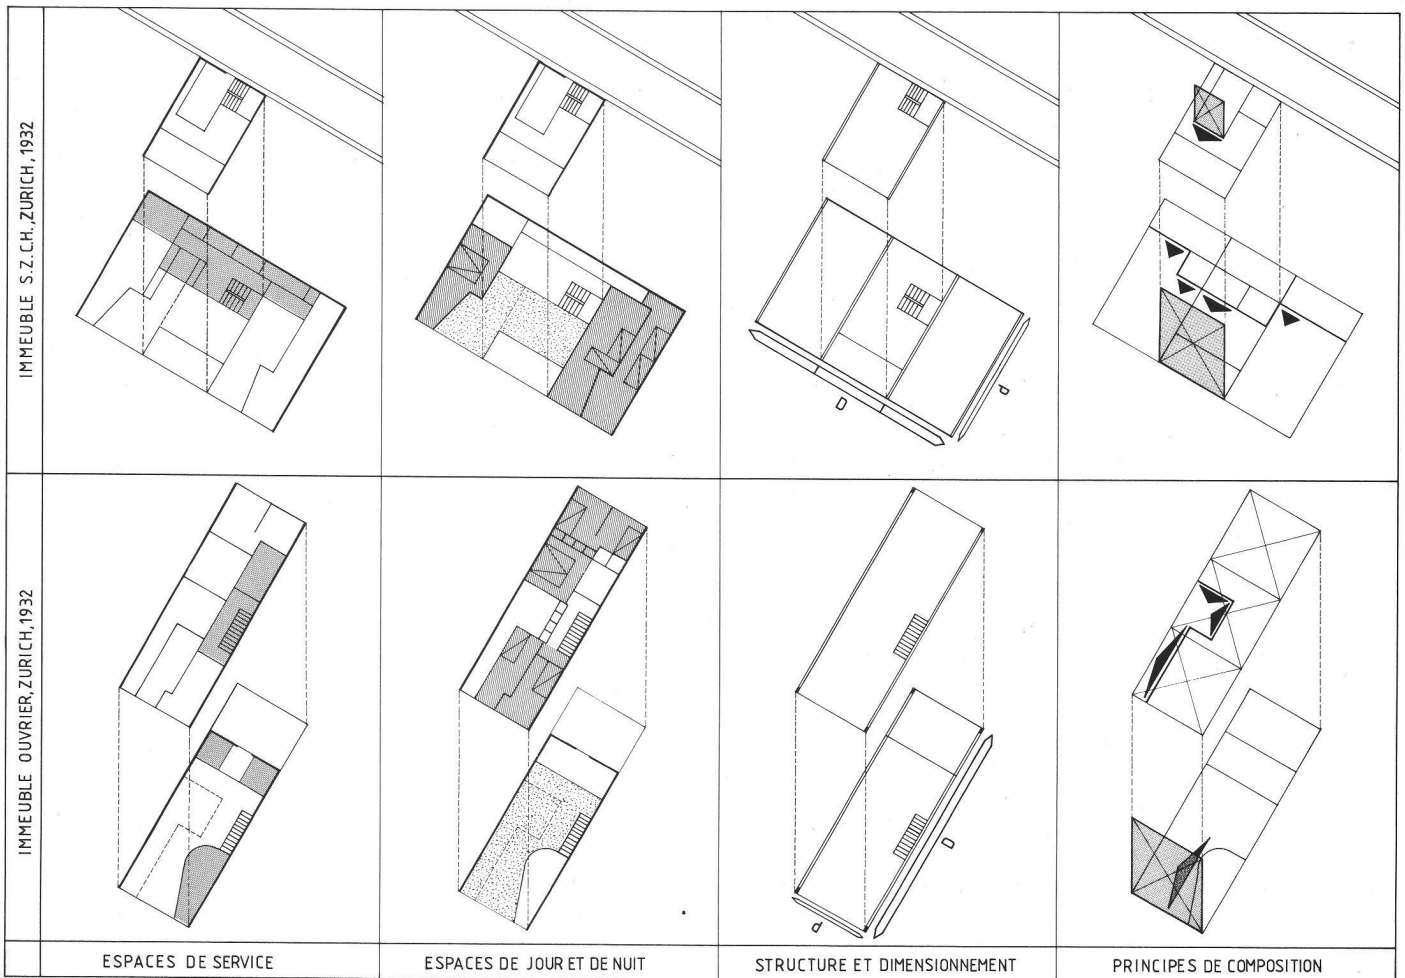 IMMEUBLE S.Z.C.H.,ZURICH,1932
D
d
IMMEUBLE OUVRIER,ZURICH,1932
D
d
ESPACES DE SERVICE
ESPACES DE JOUR ET DE NUIT
STRUCTURE ET DIMENSIONNEMENT
PRINCIPES DE COMPOSITION